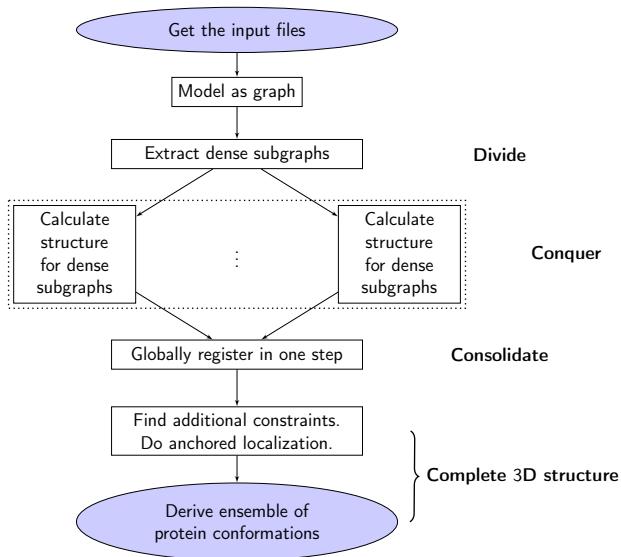 Get the input files
Model as graph
Extract dense subgraphs
Divide
Calculate
structure
for dense
subgraphs
⋮
Calculate
structure
for dense
subgraphs
Conquer
Globally register in one step
Consolidate
Find additional constraints.
Do anchored localization.
Complete 3D structure
Derive ensemble of
protein conformations